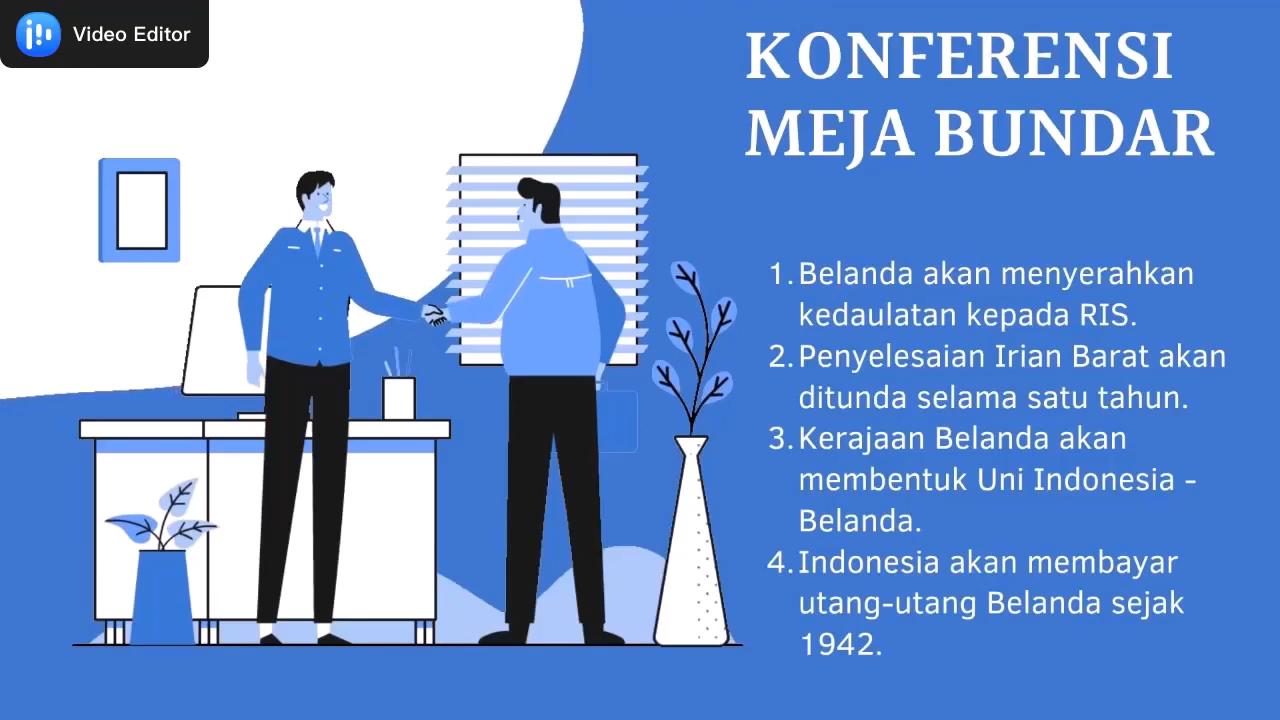 Video Editor
KONFERENSI
MEJA BUNDAR
1. Belanda akan menyerahkan
kedaulatan kepada RIS.
2. Penyelesaian Irian Barat akan
ditunda selama satu tahun.
3. Kerajaan Belanda akan
membentuk Uni Indonesia -
Belanda.
4. Indonesia akan membayar
utang-utang Belanda sejak
1942.